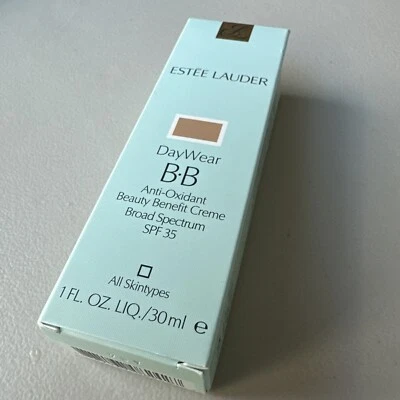 ESTĒE LAUDER
DayWear
B·B
Anti-Oxidant
Beauty Benefit Creme
Broad Spectrum
SPF 35
All Skintypes
1 FL. OZ. LIQ./30ml e